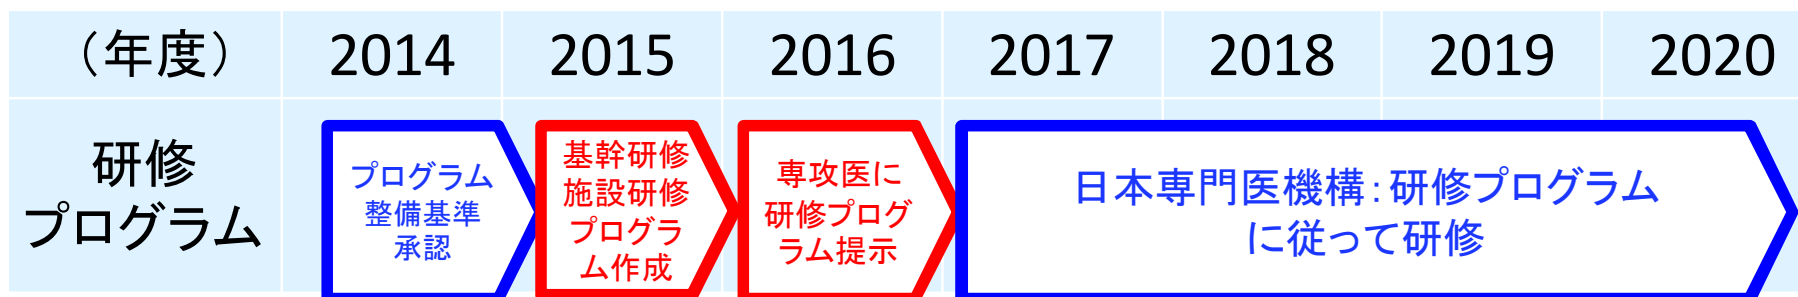 （年度） 2014 2015 2016 2017 2018 2019 2020
研修
プログラム
プログラム
整備基準
承認
基幹研修
施設研修
プログラ
ム作成
専攻医に
研修プログ
ラム提示
日本専門医機構：研修プログラム
に従って研修